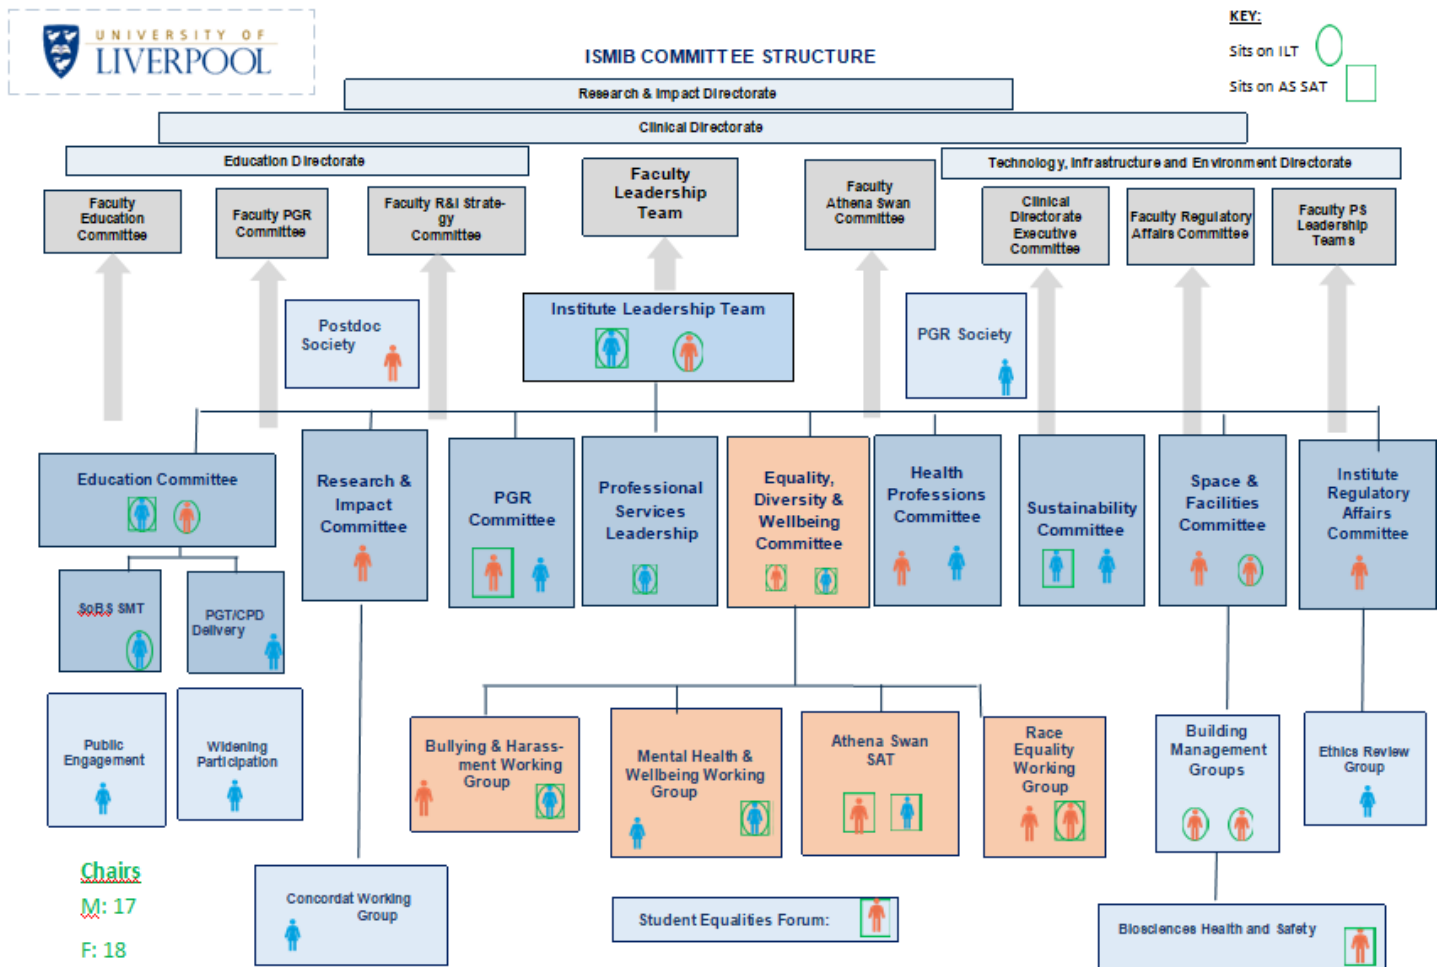 UNIVERSITY OF
LIVERPOOL
ISMIB COMMITTEE STRUCTURE
KEY:
Sits on ILT
Sits on AS SAT
Research & Impact Directorate
Clinical Directorate
Education Directorate
Technology, Infrastructure and Environment Directorate
Faculty
Education
Committee
Faculty PGR
Committee
Faculty R&I Strate-
gy
Committee
Faculty
Leadership
Team
Faculty
Athena Swan
Committee
Clinical
Directorate
Executive
Committee
Faculty Regulatory
Affairs Committee
Faculty PS
Leadership
Teams
Postdoc
Society
Institute Leadership Team
PGR Society
Education Committee
Research &
Impact
Committee
PGR
Committee
Professional
Services
Leadership
Equality,
Diversity &
Wellbeing
Committee
Health
Professions
Committee
Sustainability
Committee
Space &
Facilities
Committee
Institute
Regulatory
Affairs
Committee
SoBS SMT
PGT/CPD
Delivery
Public
Engagement
Widening
Participation
Bullying & Harass-
ment Working
Group
Mental Health &
Wellbeing Working
Group
Athena Swan
SAT
Race
Equality
Working
Group
Building
Management
Groups
Ethics Review
Group
Chairs
M: 17
F: 18
Concordat Working
Group
Student Equalities Forum:
Biosciences Health and Safety